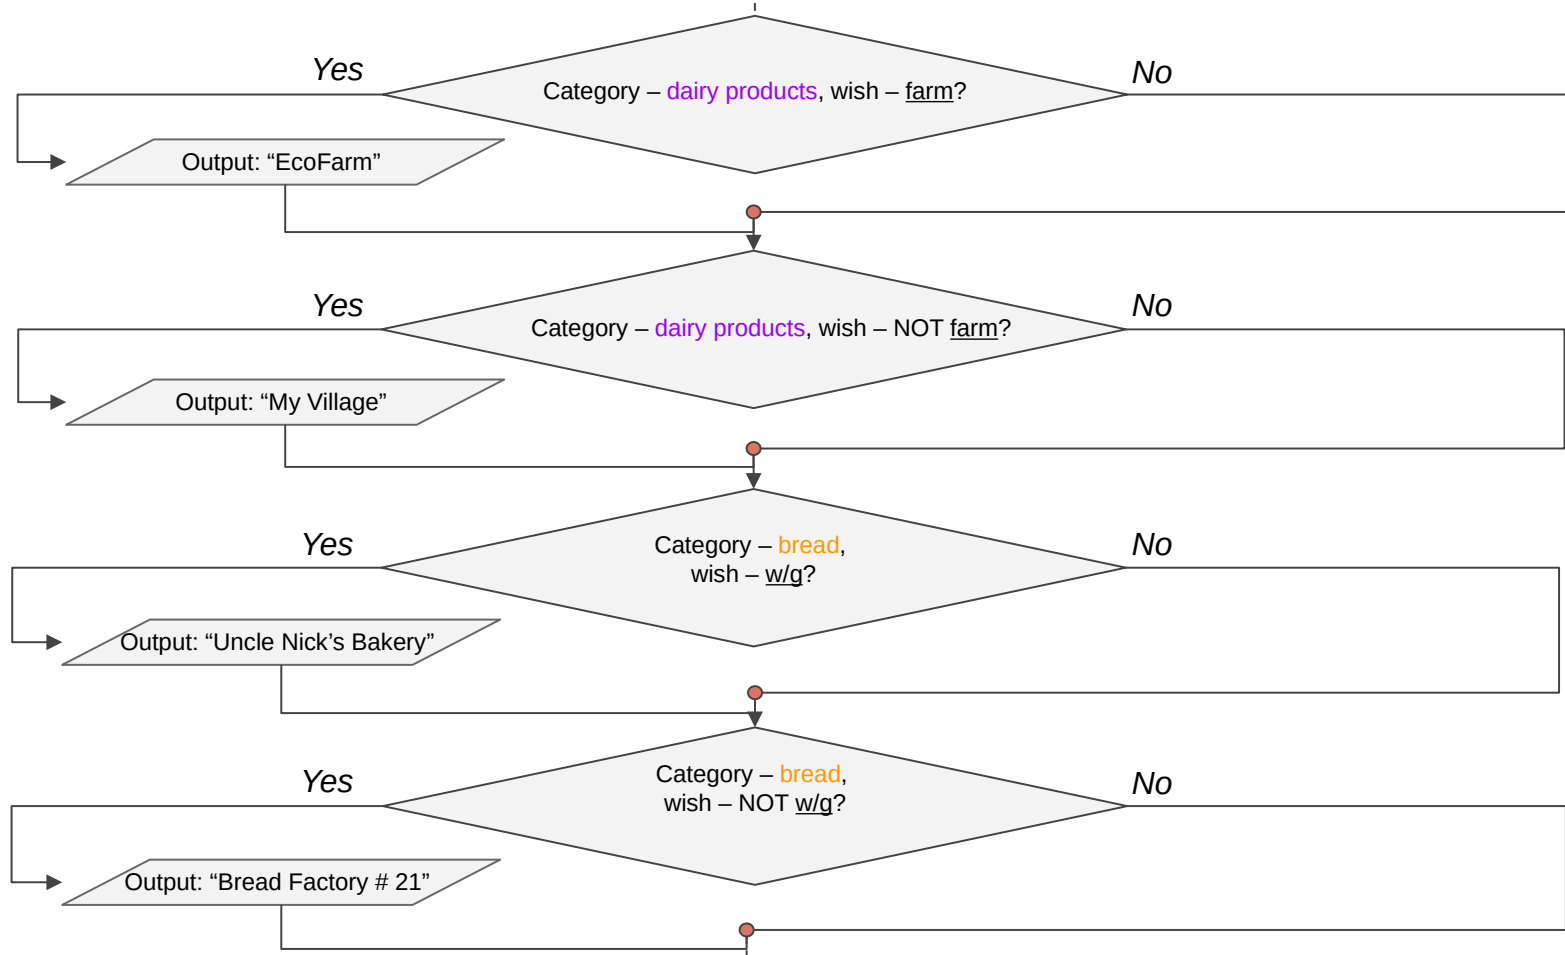 Yes
No
Category – dairy products, wish – farm?
Output: “EcoFarm”
Yes
No
Category – dairy products, wish – NOT farm?
Output: “My Village”
Yes
No
Category – bread,
wish – w/g?
Output: “Uncle Nick’s Bakery”
Yes
No
Category – bread,
wish – NOT w/g?
Output: “Bread Factory # 21”